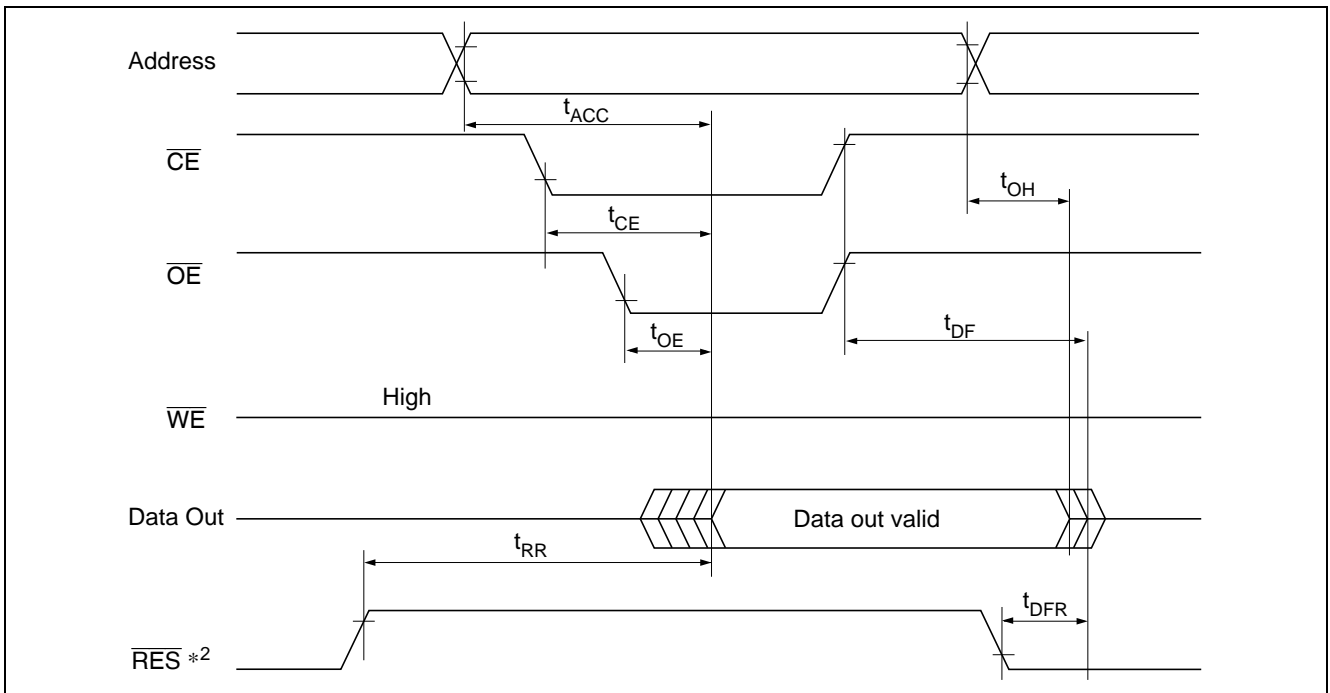 Address
tACC
CE
tOH
tCE
OE
tDF
tOE
High
WE
Data Out
Data out valid
tRR
tDFR
RES *2